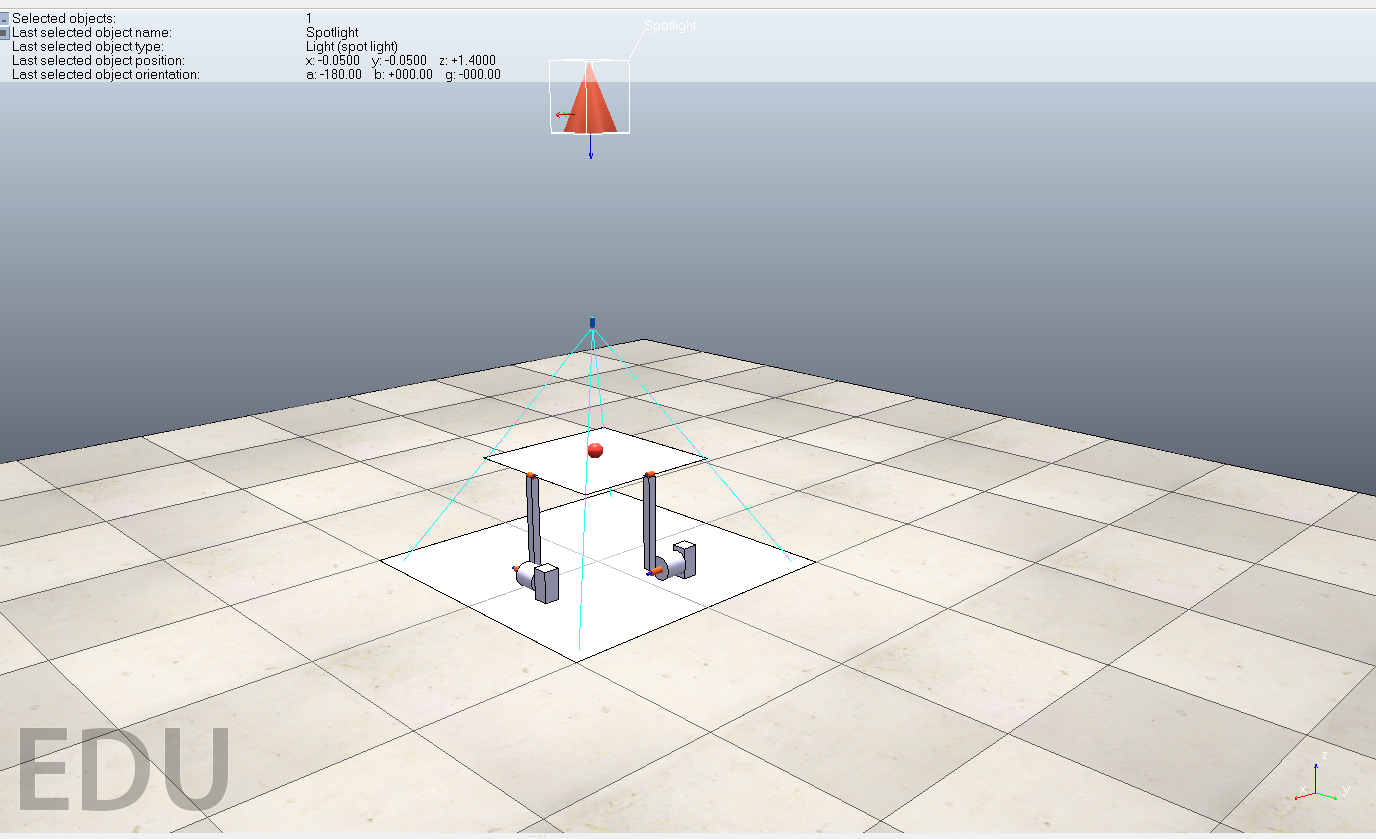 Selected objects: 1
Last selected object name: Spotlight
Last selected object type: Light (spot light)
Last selected object position: x: -0.0500 y: -0.0500 z: +1.4000
Last selected object orientation: a: -180.00 b: +000.00 g: -000.00
Spotlight
EDU
z
x
y